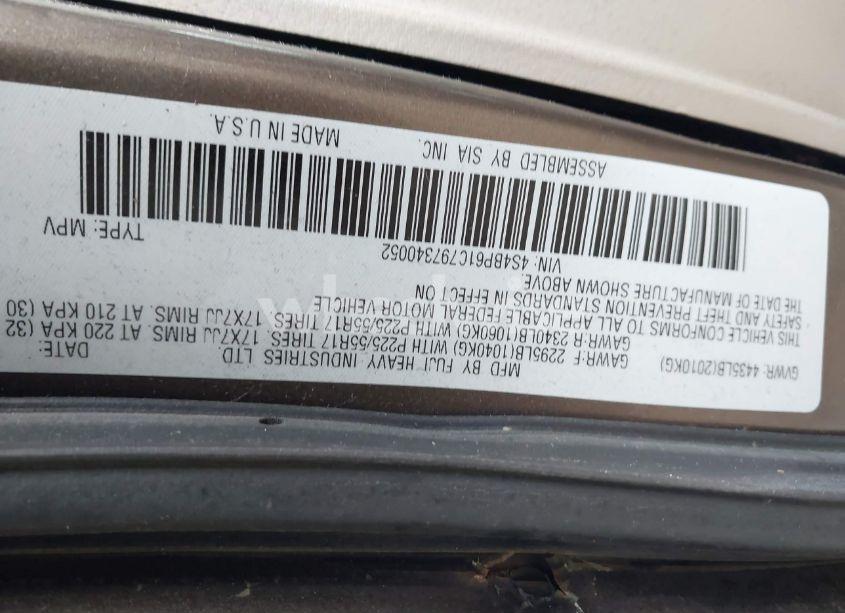 MFD BY FUJI HEAVY INDUSTRIES LTD. DATE:
GVWR: 4435LB(2010KG) GAWR-F: 2295LB(1040KG) WITH P225/55R17 TIRES. 17X7JJ RIMS. AT 220 KPA (32
GAWR-R: 2340LB(1060KG) WITH P225/55R17 TIRES. 17X7JJ RIMS. AT 210 KPA (30
THIS VEHICLE CONFORMS TO ALL APPLICABLE FEDERAL MOTOR VEHICLE
SAFETY AND THEFT PREVENTION STANDARDS IN EFFECT ON
THE DATE OF MANUFACTURE SHOWN ABOVE.
VIN: 4S4BP61C797340052 TYPE: MPV
ASSEMBLED BY SIA INC. MADE IN U.S.A.